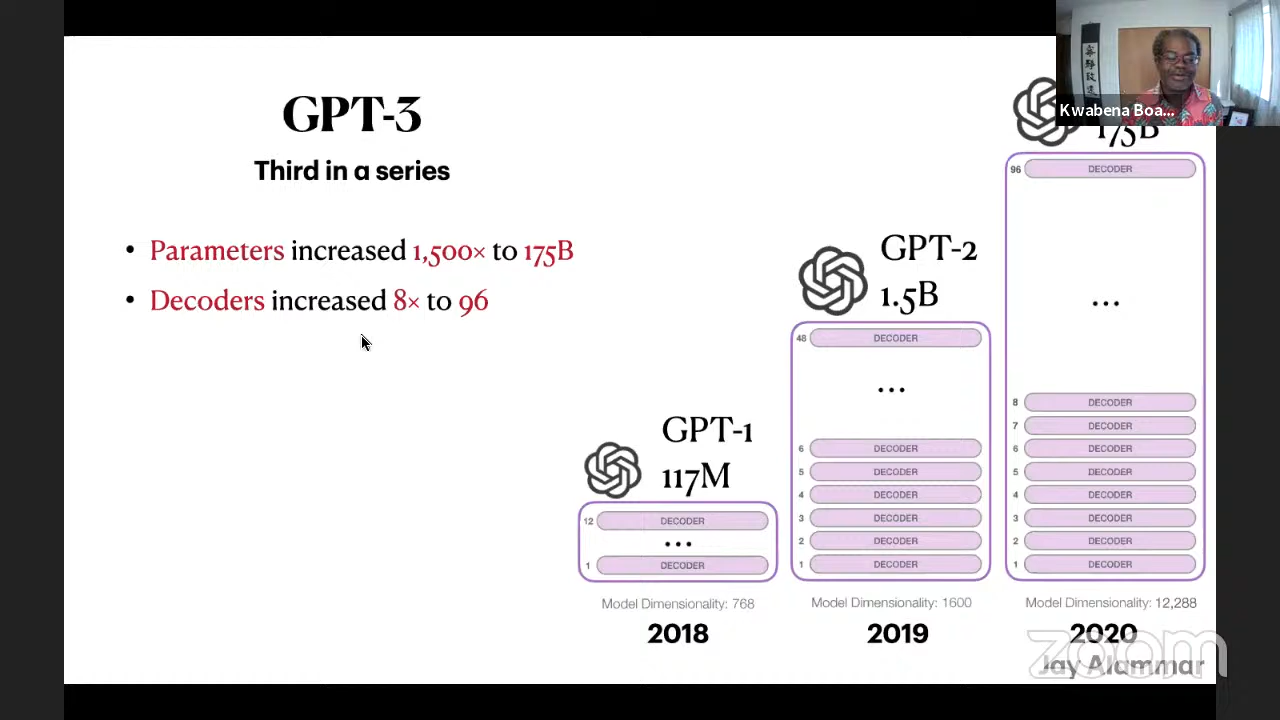 GPT-3
Third in a series
• Parameters increased 1,500× to 175B
• Decoders increased 8× to 96
GPT-1
117M
12 DECODER
...
1 DECODER
Model Dimensionality: 768
2018
GPT-2
1.5B
48 DECODER
...
6 DECODER
5 DECODER
4 DECODER
3 DECODER
2 DECODER
1 DECODER
Model Dimensionality: 1600
2019
175B
96 DECODER
...
8 DECODER
7 DECODER
6 DECODER
5 DECODER
4 DECODER
3 DECODER
2 DECODER
1 DECODER
Model Dimensionality: 12,288
2020
Jay Alammar
zoom
Kwabena Boa...